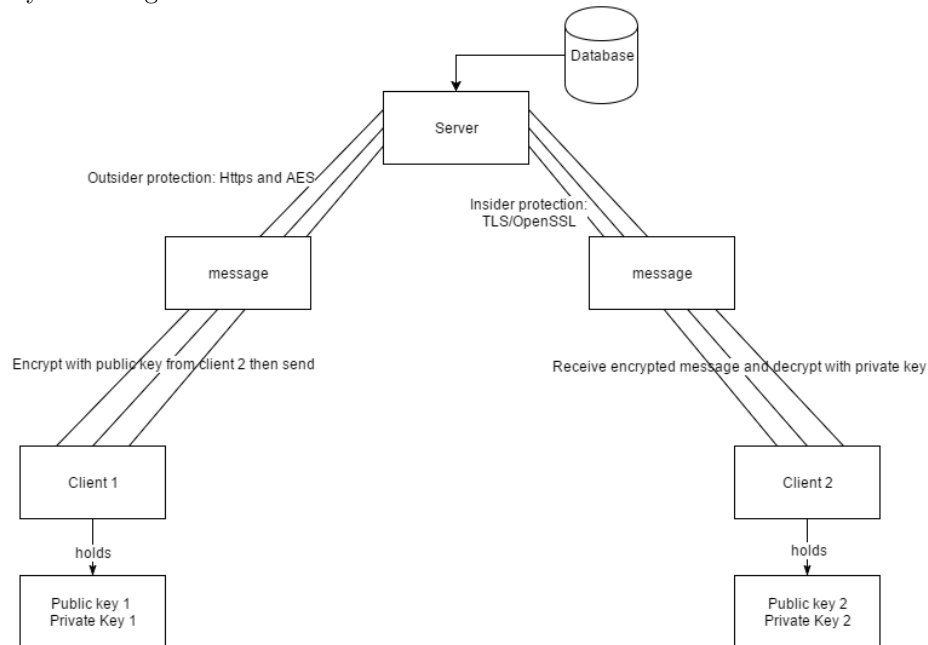 Database
Server
Outsider protection: Https and AES
Insider protection:
TLS/OpenSSL
message
message
Encrypt with public key from client 2 then send
Receive encrypted message and decrypt with private key
Client 1
Client 2
holds
holds
Public key 1
Private Key 1
Public key 2
Private Key 2